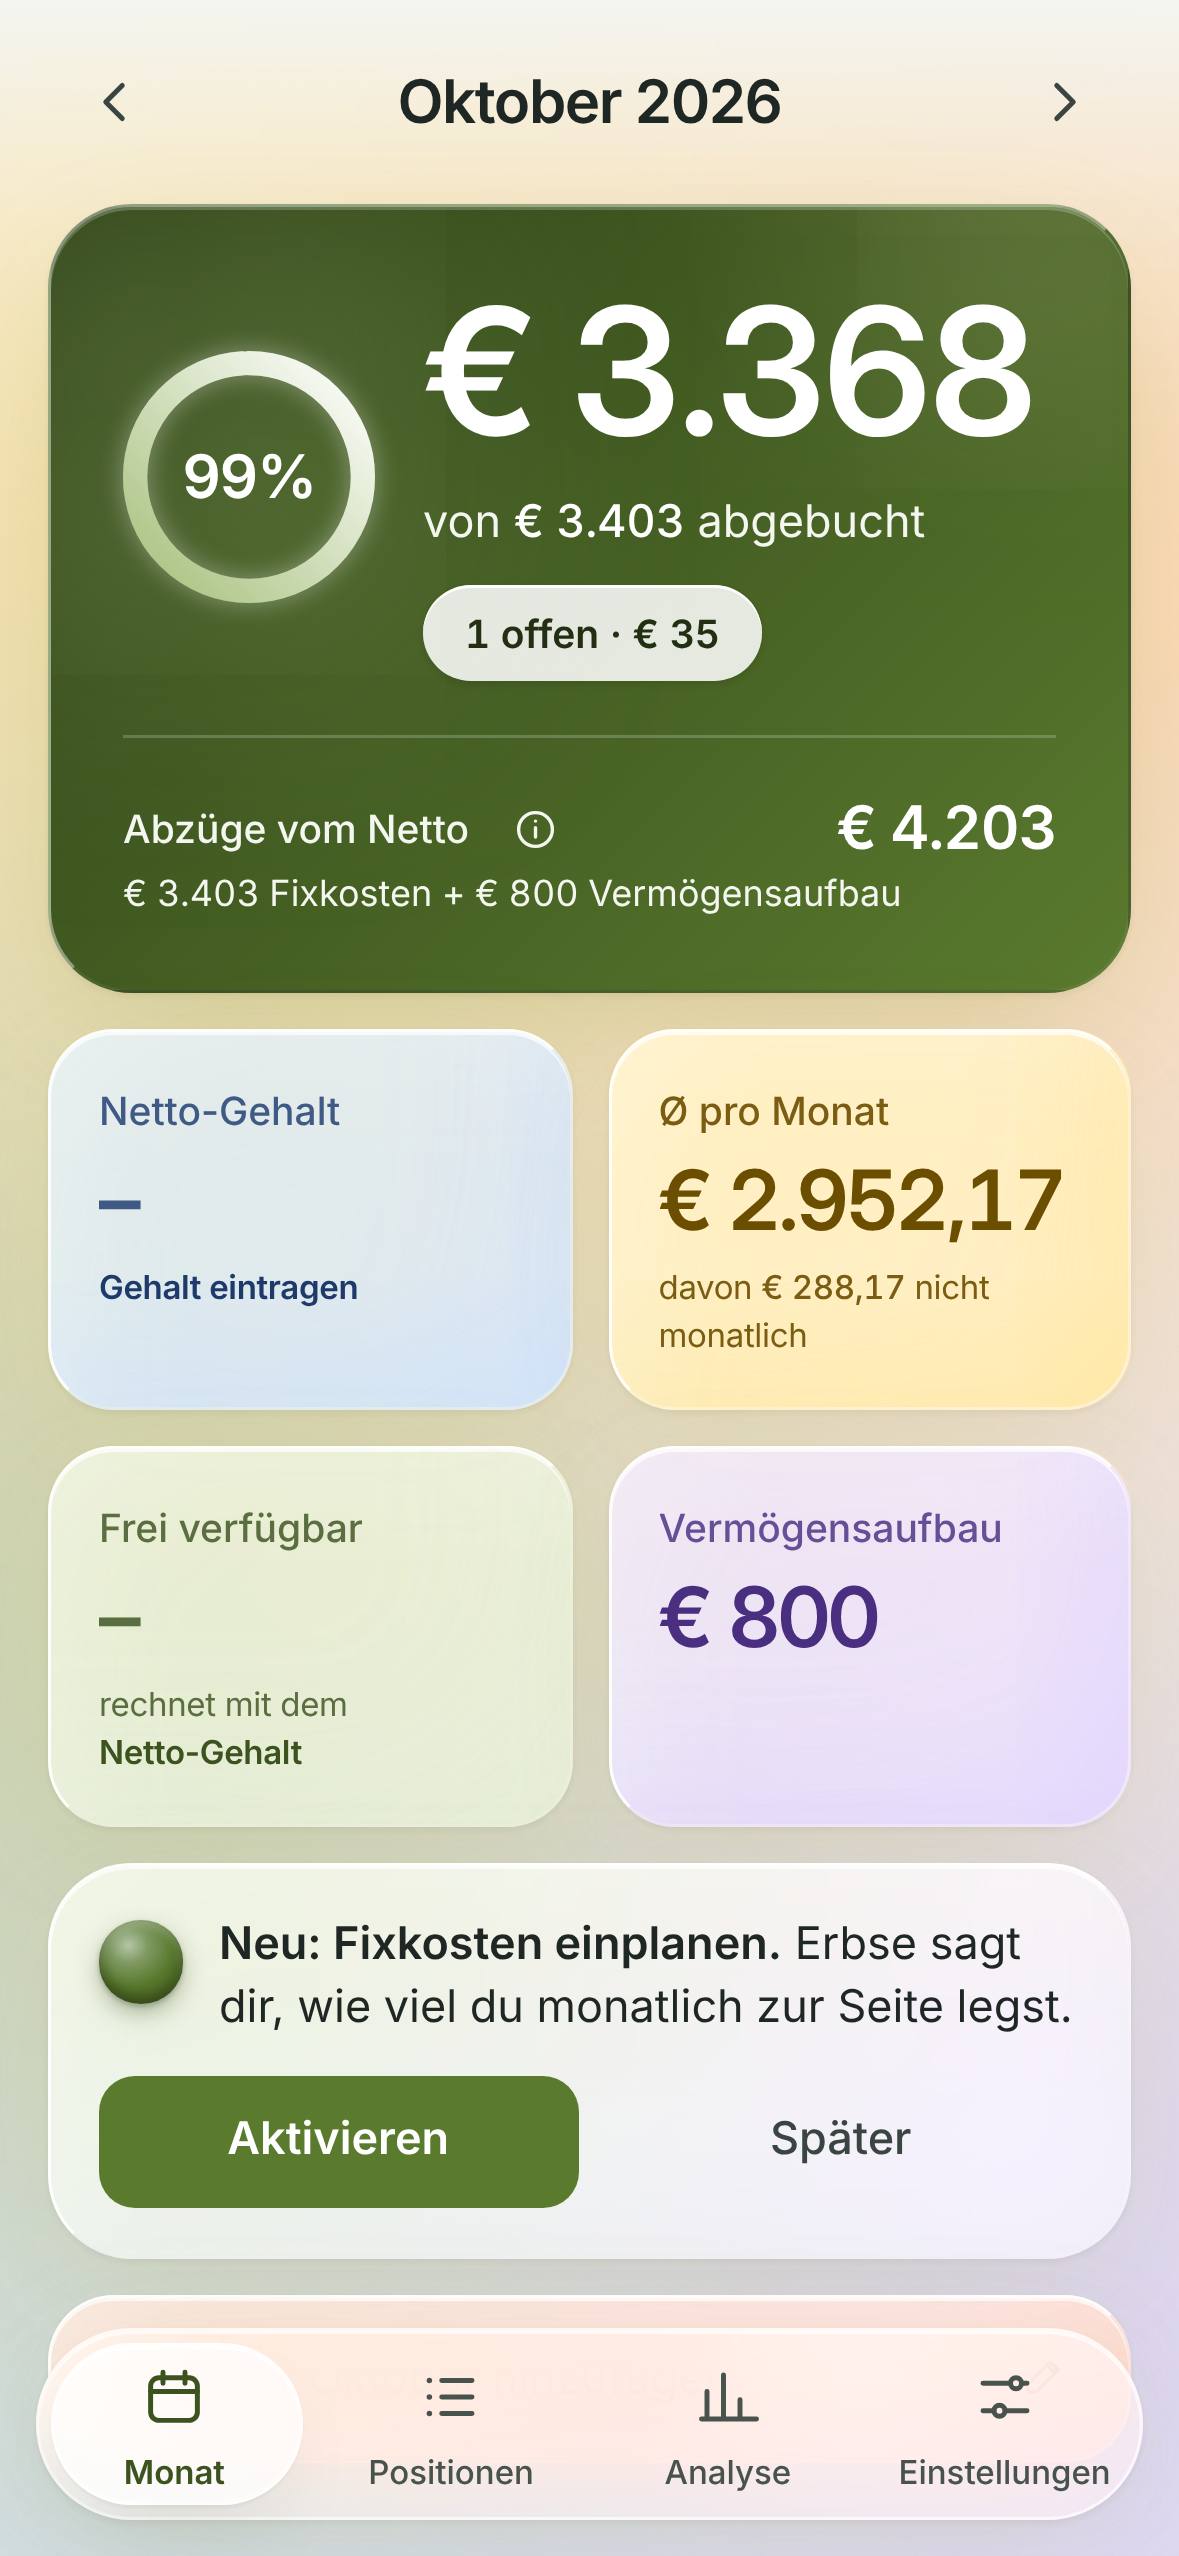 Oktober 2026
€ 3.368
99%
von € 3.403 abgebucht
1 offen · € 35
Abzüge vom Netto
€ 4.203
€ 3.403 Fixkosten + € 800 Vermögensaufbau
Netto-Gehalt
–
Gehalt eintragen
Ø pro Monat
€ 2.952,17
davon € 288,17 nicht
monatlich
Frei verfügbar
–
rechnet mit dem
Netto-Gehalt
Vermögensaufbau
€ 800
Neu: Fixkosten einplanen. Erbse sagt
dir, wie viel du monatlich zur Seite legst.
Aktivieren
Später
Monat
Positionen
Analyse
Einstellungen